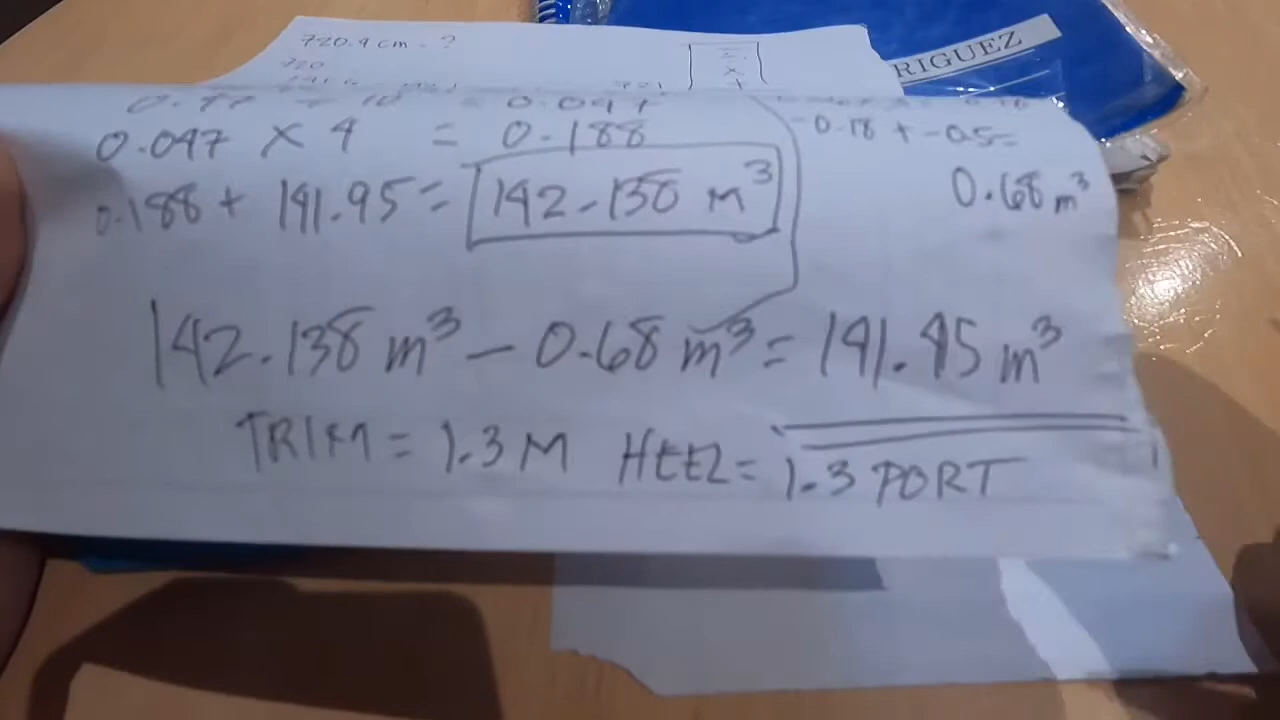 720.4 cm - ?
720
RIGUEZ
0.047 X 4 = 0.188
0.188 + 141.95 = 142.138 m³
-0.18 + -0.5=
0.68 m³
142.138 m³ - 0.68 m³ = 141.45 m³
TRIM = 1.3 M HEEL = 1.3 PORT